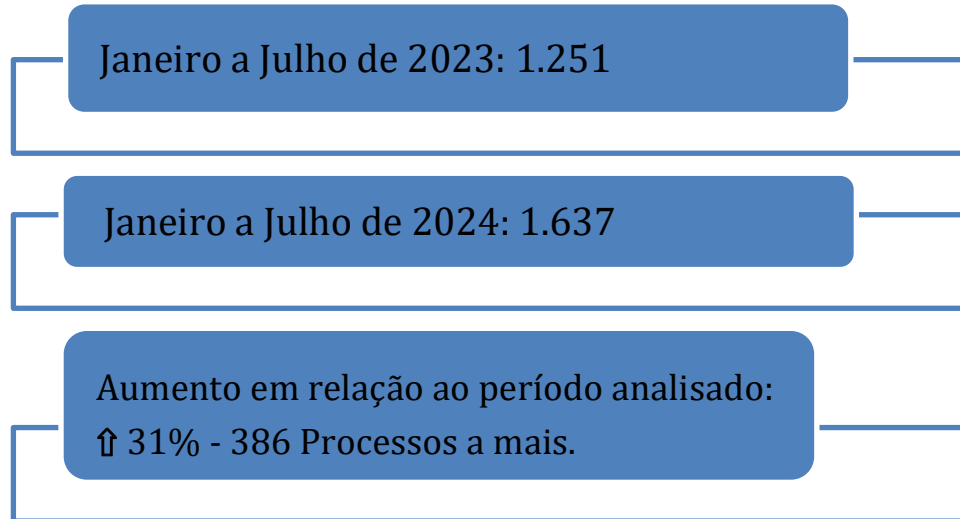 Janeiro a Julho de 2023: 1.251
Janeiro a Julho de 2024: 1.637
Aumento em relação ao período analisado:
⇧ 31% - 386 Processos a mais.